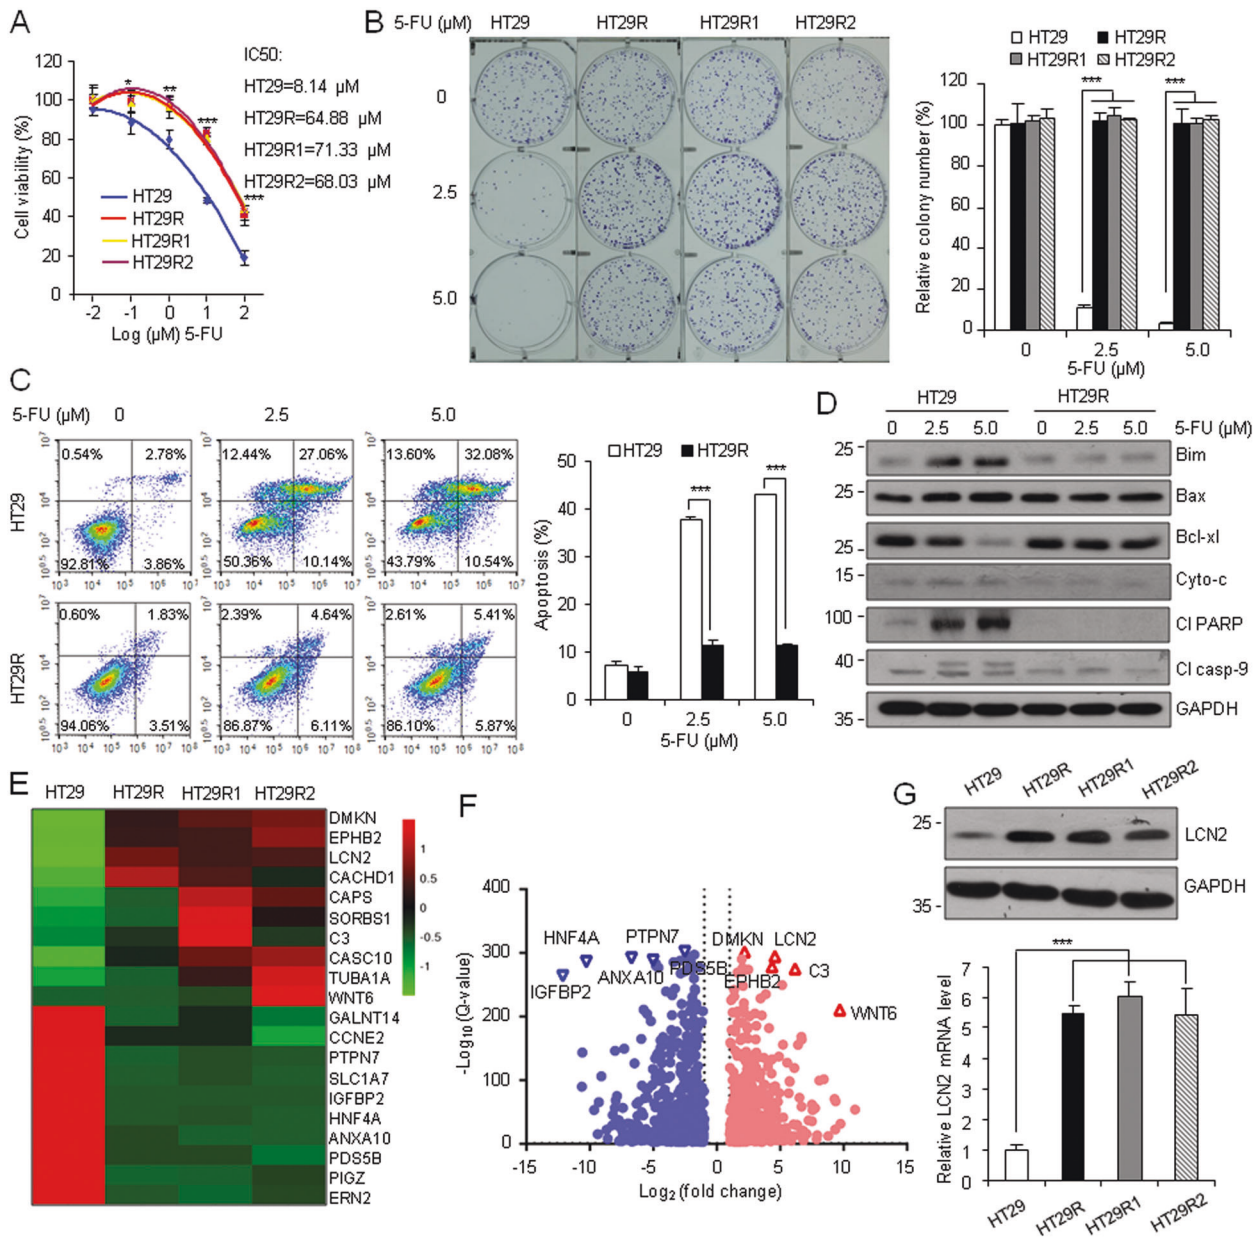 A
IC50:
HT29=8.14 µM
HT29R=64.88 µM
HT29R1=71.33 µM
HT29R2=68.03 µM
Cell viability (%)
120
100
80
60
40
20
0
*
**
***
***
HT29
HT29R
HT29R1
HT29R2
-2 -1 0 1 2
Log (µM) 5-FU
B
5-FU (µM) HT29 HT29R HT29R1 HT29R2
0
2.5
5.0
HT29 HT29R
HT29R1 HT29R2
Relative colony number (%)
120
100
80
60
40
20
0
*** ***
0 2.5 5.0
5-FU (µM)
C
5-FU (µM) 0 2.5 5.0
HT29
0.54% 2.78%
92.81% 3.86%
12.44% 27.06%
50.36% 10.14%
13.60% 32.08%
43.79% 10.54%
HT29R
0.60% 1.83%
94.06% 3.51%
2.39% 4.64%
86.87% 6.11%
2.61% 5.41%
86.10% 5.87%
HT29 HT29R
Apoptosis (%)
50
40
30
20
10
0
*** ***
0 2.5 5.0
5-FU (µM)
D
HT29 HT29R
0 2.5 5.0 0 2.5 5.0 5-FU (µM)
25 - Bim
25 - Bax
25 - Bcl-xl
15 - Cyto-c
100 - Cl PARP
40 - Cl casp-9
35 - GAPDH
E
HT29 HT29R HT29R1 HT29R2
DMKN
EPHB2
LCN2
CACHD1
CAPS
SORBS1
C3
CASC10
TUBA1A
WNT6
GALNT14
CCNE2
PTPN7
SLC1A7
IGFBP2
HNF4A
ANXA10
PDS5B
PIGZ
ERN2
1
0.5
0
-0.5
-1
F
-Log10 (Q-value)
400
300
200
100
0
HNF4A PTPN7 DMKN LCN2
IGFBP2 ANXA10 PDS5B EPHB2 C3
WNT6
-15 -10 -5 0 5 10 15
Log2 (fold change)
G
HT29 HT29R HT29R1 HT29R2
25 - LCN2
35 - GAPDH
Relative LCN2 mRNA level
7
6
5
4
3
2
1
0
***
HT29 HT29R HT29R1 HT29R2